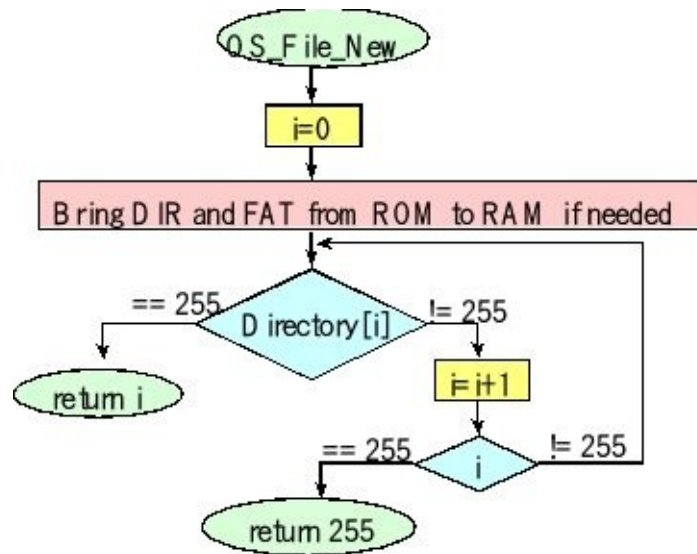 OS_File_New
i=0
Bring DIR and FAT from ROM to RAM if needed
== 255
Directory[i]
!= 255
return i
i=i+1
== 255
i
!= 255
return 255